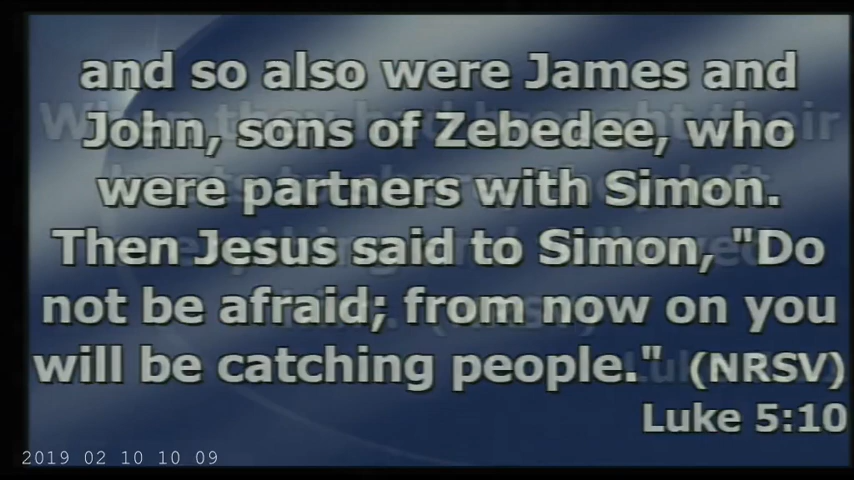 and so also were James and
John, sons of Zebedee, who
were partners with Simon.
Then Jesus said to Simon, "Do
not be afraid; from now on you
will be catching people." (NRSV)
Luke 5:10
2019 02 10 10 09